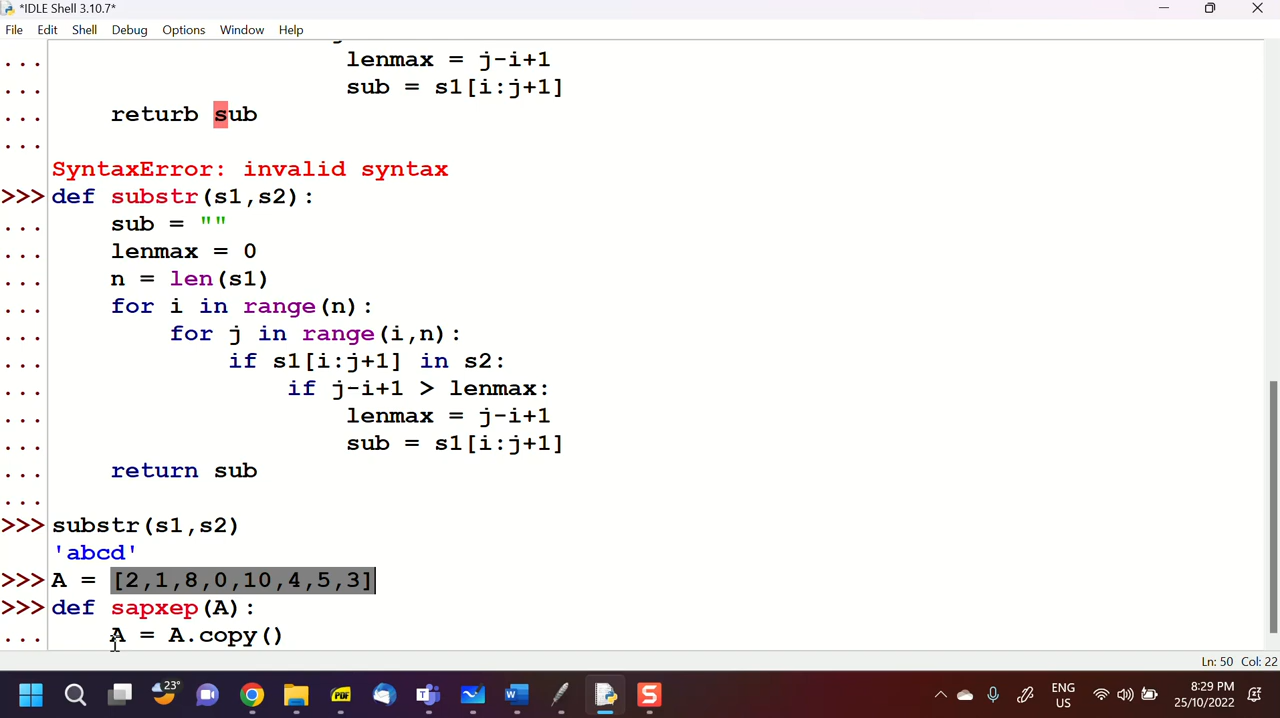 *IDLE Shell 3.10.7*
File Edit Shell Debug Options Window Help
... lenmax = j-i+1
... sub = s1[i:j+1]
... returb sub
...
SyntaxError: invalid syntax
>>> def substr(s1,s2):
... sub = ""
... lenmax = 0
... n = len(s1)
... for i in range(n):
... for j in range(i,n):
... if s1[i:j+1] in s2:
... if j-i+1 > lenmax:
... lenmax = j-i+1
... sub = s1[i:j+1]
... return sub
...
>>> substr(s1,s2)
'abcd'
>>> A = [2,1,8,0,10,4,5,3]
>>> def sapxep(A):
... A = A.copy()
Ln: 50 Col: 22
23°
PDF
ENG
US
8:29 PM
25/10/2022